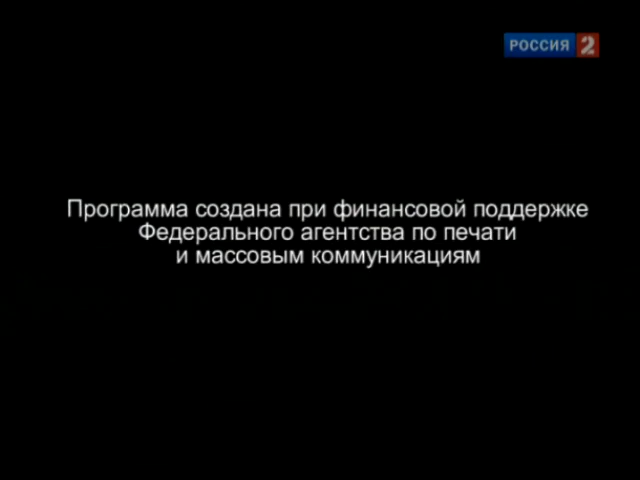 РОССИЯ 2
Программа создана при финансовой поддержке
Федерального агентства по печати
и массовым коммуникациям